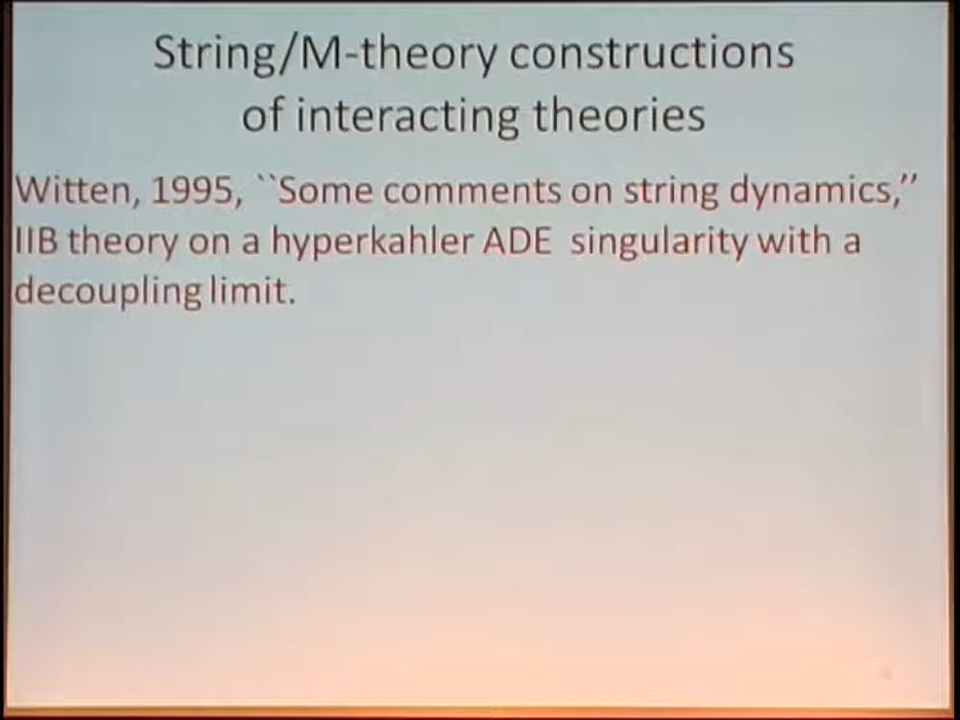 String/M-theory constructions
of interacting theories
Witten, 1995, ``Some comments on string dynamics,’’
IIB theory on a hyperkahler ADE singularity with a
decoupling limit.